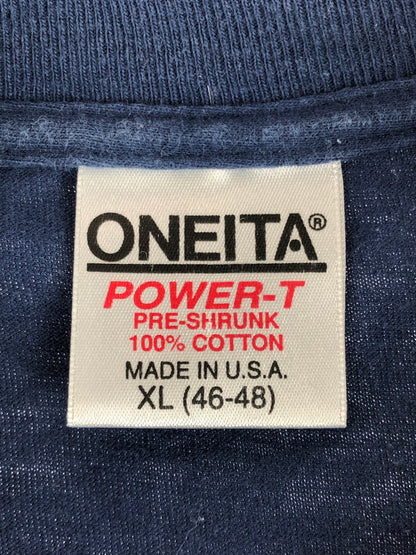 ONEITA®
POWER-T
PRE-SHRUNK
100% COTTON
MADE IN U.S.A.
XL (46-48)